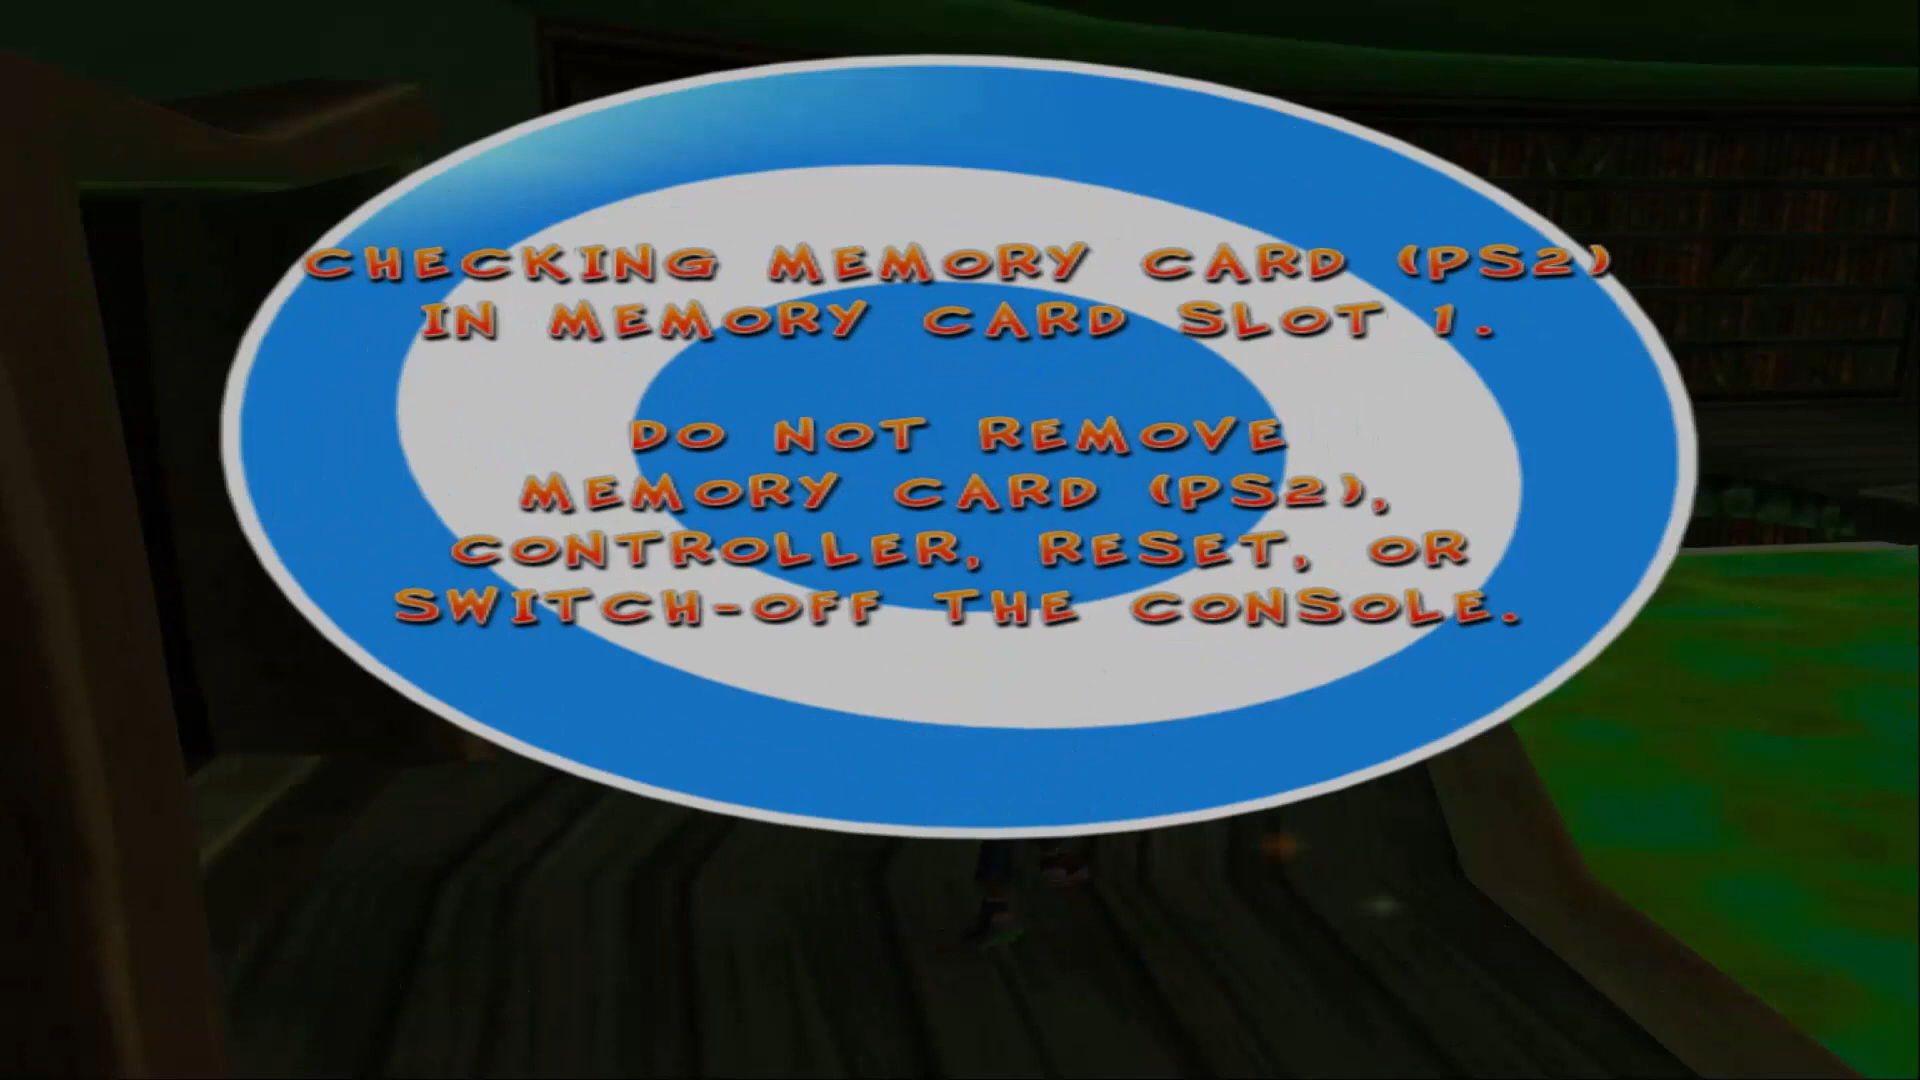 CHECKING MEMORY CARD (PS2)
IN MEMORY CARD SLOT 1.
DO NOT REMOVE
MEMORY CARD (PS2),
CONTROLLER, RESET, OR
SWITCH-OFF THE CONSOLE.